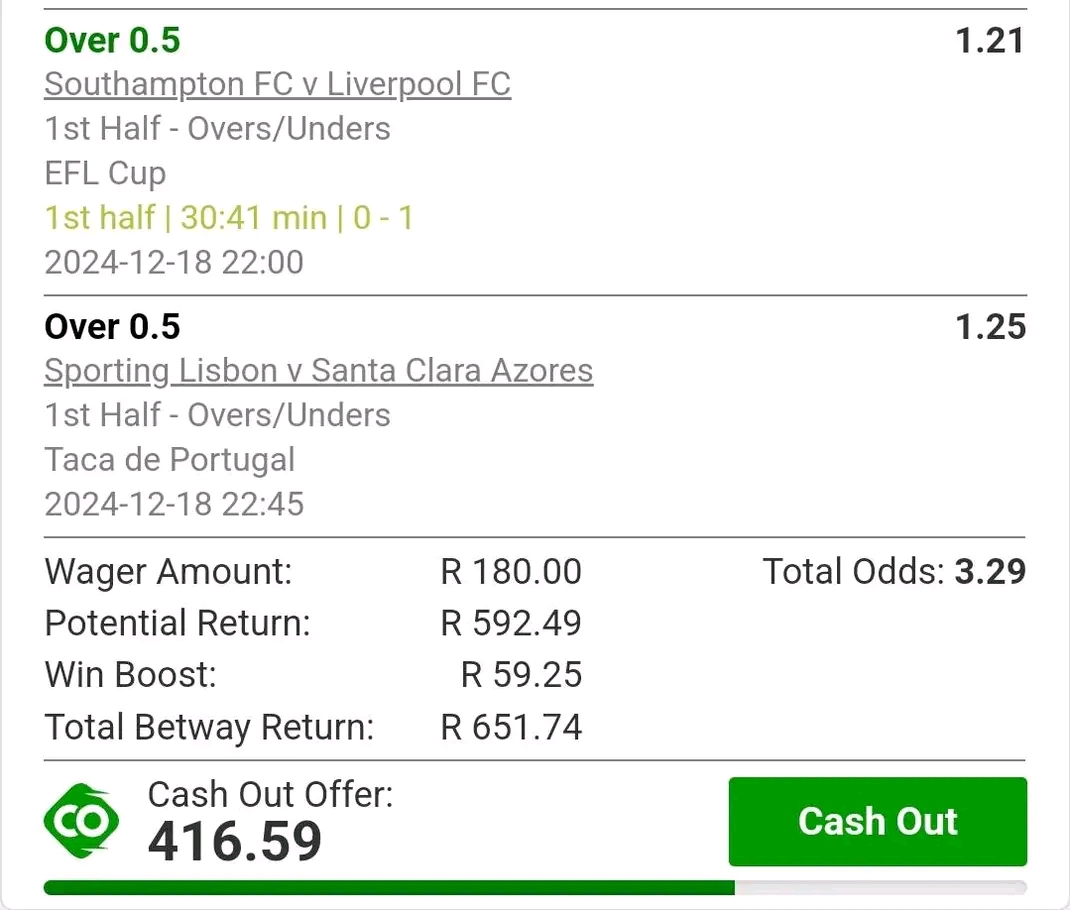 Over 0.5 1.21
Southampton FC v Liverpool FC
1st Half - Overs/Unders
EFL Cup
1st half | 30:41 min | 0 - 1
2024-12-18 22:00
Over 0.5 1.25
Sporting Lisbon v Santa Clara Azores
1st Half - Overs/Unders
Taca de Portugal
2024-12-18 22:45
Wager Amount: R 180.00 Total Odds: 3.29
Potential Return: R 592.49
Win Boost: R 59.25
Total Betway Return: R 651.74
CO Cash Out Offer:
416.59
Cash Out